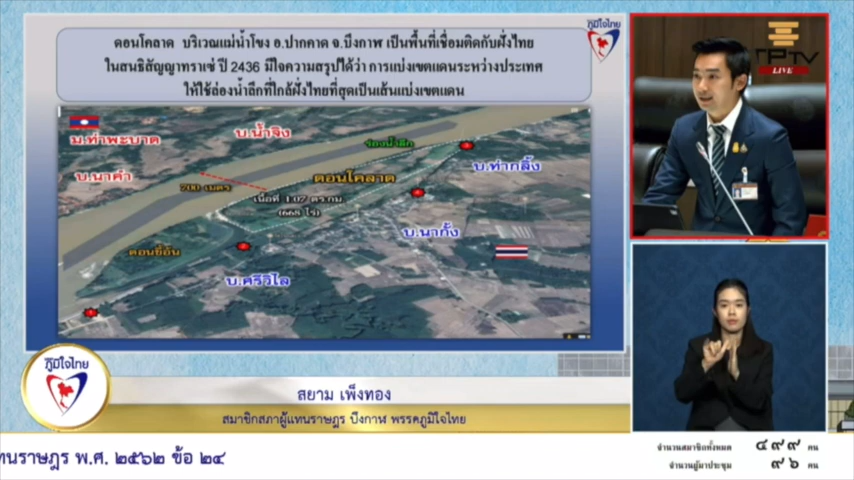 ดอนโคลาด บริเวณแม่น้ำโขง อ.ปากคาด จ.บึงกาฬ เป็นพื้นที่เชื่อมติดกับฝั่งไทย
ในสนธิสัญญาทราเช่ ปี 2436 มีใจความสรุปได้ว่า การแบ่งเขตแดนระหว่างประเทศ
ให้ใช้ล่องน้ำลึกที่ใกล้ฝั่งไทยที่สุดเป็นเส้นแบ่งเขตแดน
ภูมิใจไทย
TPTV
LIVE
ม.ท่าพะบาด
บ.น้ำจิง
ร่องน้ำลึก
บ.นาคำ
700 เมตร
ดอนโคลาด
บ.ท่ากลิ้ง
เนื้อที่ 1.07 ตร.กม
(668 ไร่)
บ.นากั้ง
ดอนขี้อ้น
บ.ศรีวิไล
ภูมิใจไทย
สยาม เพ็งทอง
สมาชิกสภาผู้แทนราษฎร บึงกาฬ พรรคภูมิใจไทย
ทนราษฎร พ.ศ. ๒๕๖๒ ข้อ ๒๔
จำนวนสมาชิกทั้งหมด ๔๙๙ คน
จำนวนผู้มาประชุม ๙๖ คน